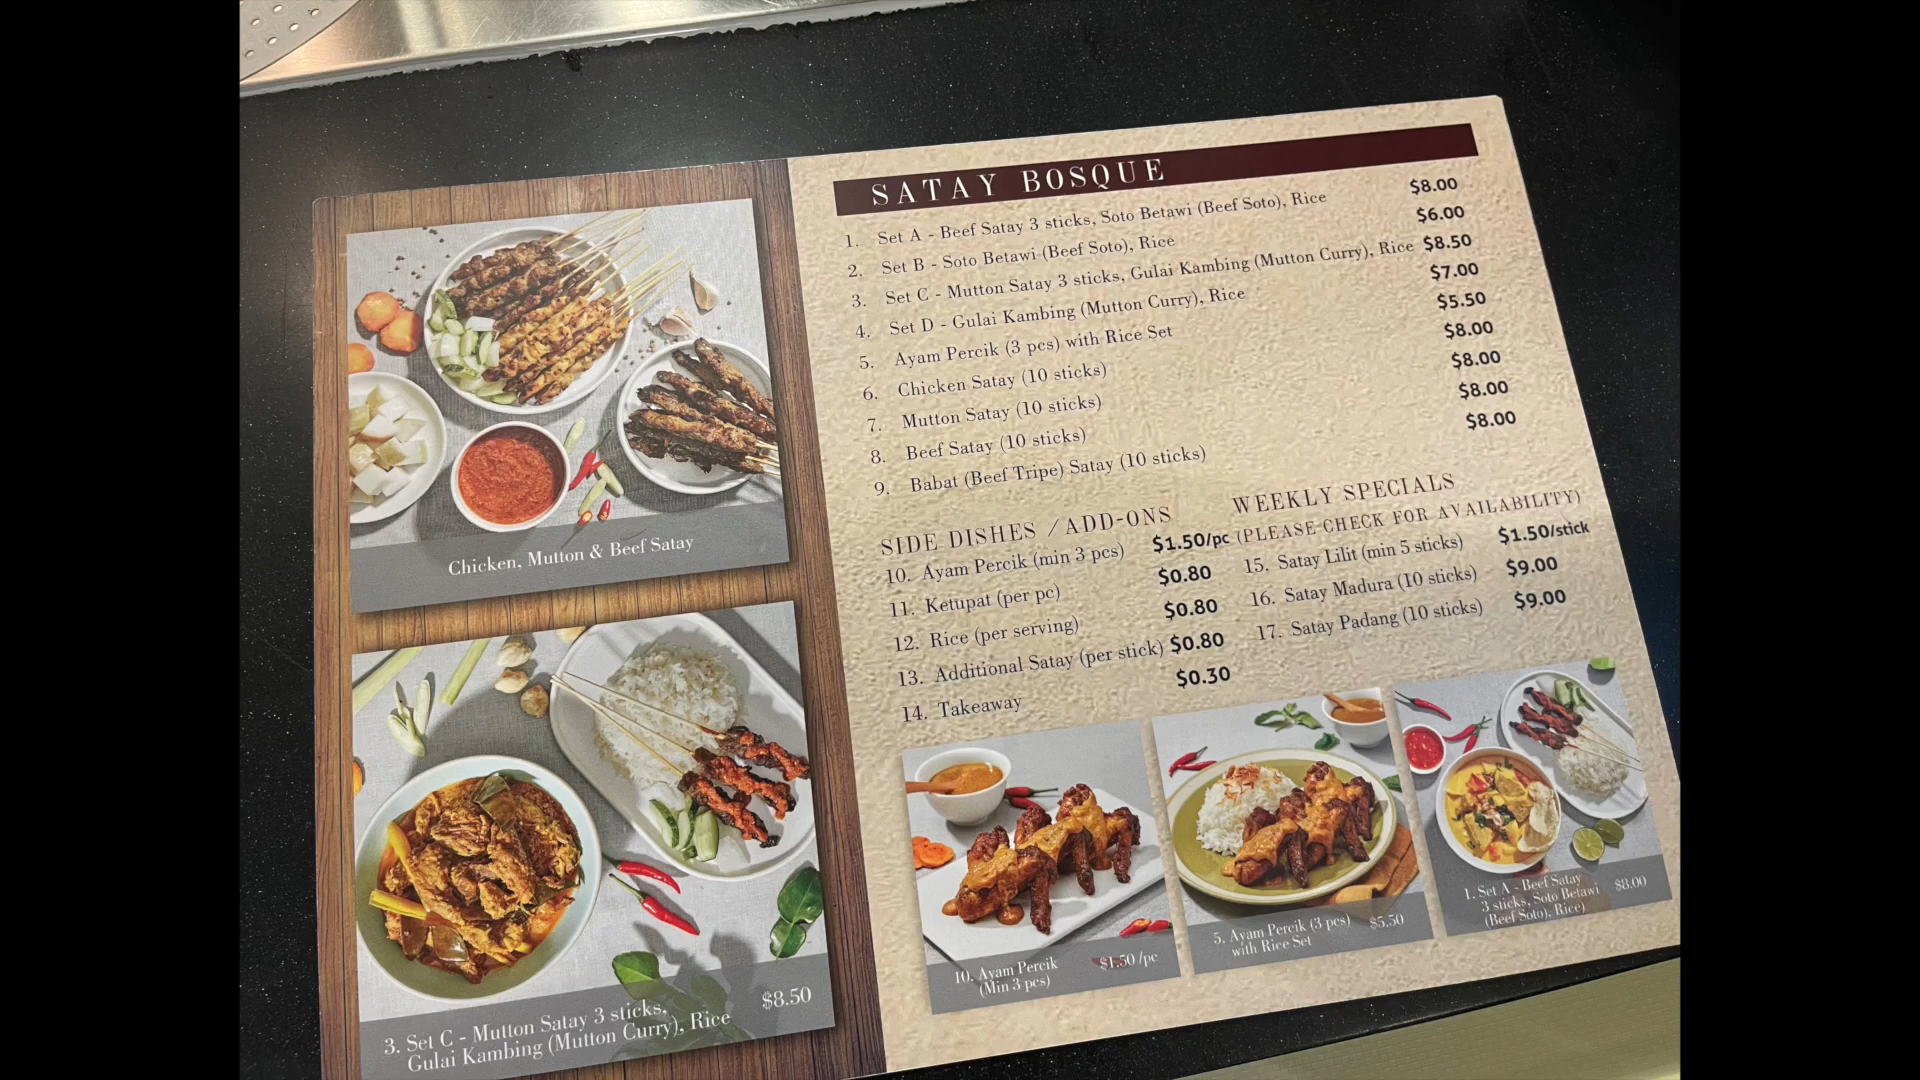 SATAY BOSQUE
1. Set A - Beef Satay 3 sticks, Soto Betawi (Beef Soto), Rice $8.00
2. Set B - Soto Betawi (Beef Soto), Rice $6.00
3. Set C - Mutton Satay 3 sticks, Gulai Kambing (Mutton Curry), Rice $8.50
4. Set D - Gulai Kambing (Mutton Curry), Rice $7.00
5. Ayam Percik (3 pcs) with Rice Set $5.50
6. Chicken Satay (10 sticks) $8.00
7. Mutton Satay (10 sticks) $8.00
8. Beef Satay (10 sticks) $8.00
9. Babat (Beef Tripe) Satay (10 sticks) $8.00
SIDE DISHES / ADD-ONS
10. Ayam Percik (min 3 pcs) $1.50/pc
11. Ketupat (per pc) $0.80
12. Rice (per serving) $0.80
13. Additional Satay (per stick) $0.80
14. Takeaway $0.30
WEEKLY SPECIALS
(PLEASE CHECK FOR AVAILABILITY)
15. Satay Lilit (min 5 sticks) $1.50/stick
16. Satay Madura (10 sticks) $9.00
17. Satay Padang (10 sticks) $9.00
Chicken, Mutton & Beef Satay
3. Set C - Mutton Satay 3 sticks, $8.50
Gulai Kambing (Mutton Curry), Rice
10. Ayam Percik $1.50 /pc
(Min 3 pcs)
5. Ayam Percik (3 pcs) $5.50
with Rice Set
1. Set A - Beef Satay $8.00
3 sticks, Soto Betawi
(Beef Soto), Rice)